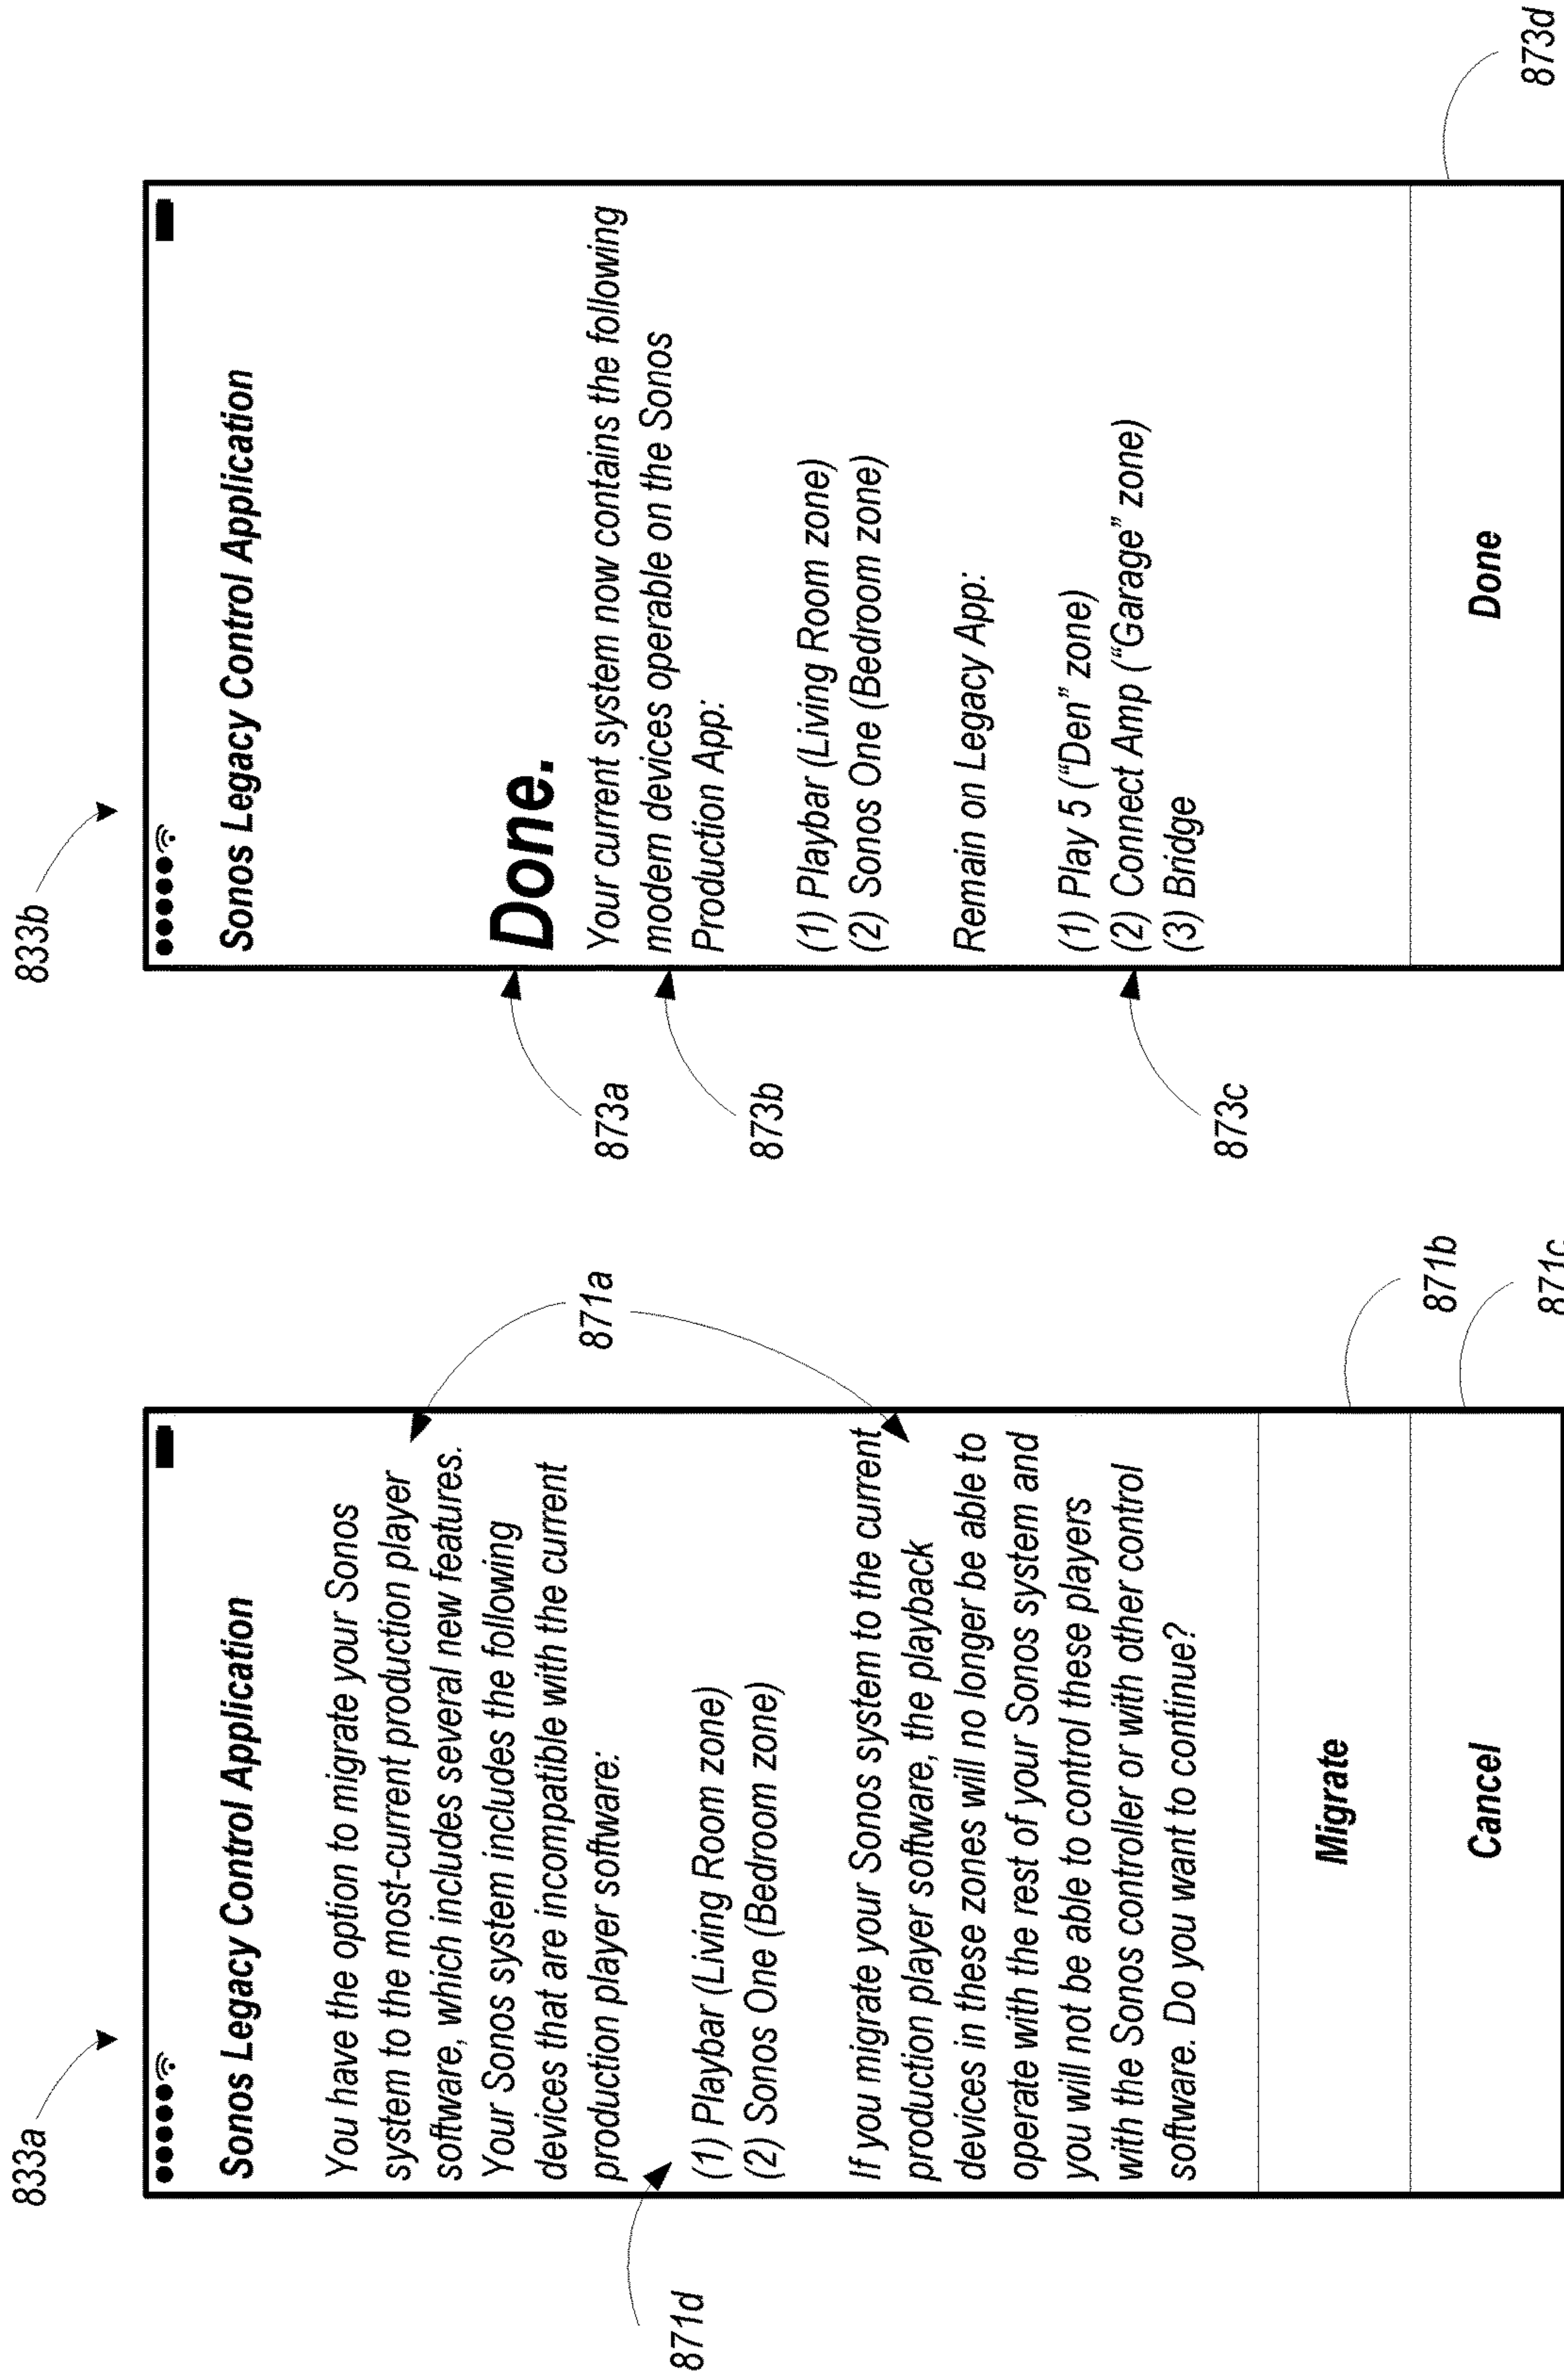 833a
Sonos Legacy Control Application
You have the option to migrate your Sonos
system to the most-current production player
software, which includes several new features.
Your Sonos system includes the following
devices that are incompatible with the current
production player software:
(1) Playbar (Living Room zone)
(2) Sonos One (Bedroom zone)
If you migrate your Sonos system to the current
production player software, the playback
devices in these zones will no longer be able to
operate with the rest of your Sonos system and
you will not be able to control these players
with the Sonos controller or with other control
software. Do you want to continue?
Migrate
Cancel
871d
871a
871b
871c
833b
Sonos Legacy Control Application
Done.
Your current system now contains the following
modern devices operable on the Sonos
Production App:
(1) Playbar (Living Room zone)
(2) Sonos One (Bedroom zone)
Remain on Legacy App:
(1) Play 5 (“Den” zone)
(2) Connect Amp (“Garage” zone)
(3) Bridge
Done
873a
873b
873c
873d